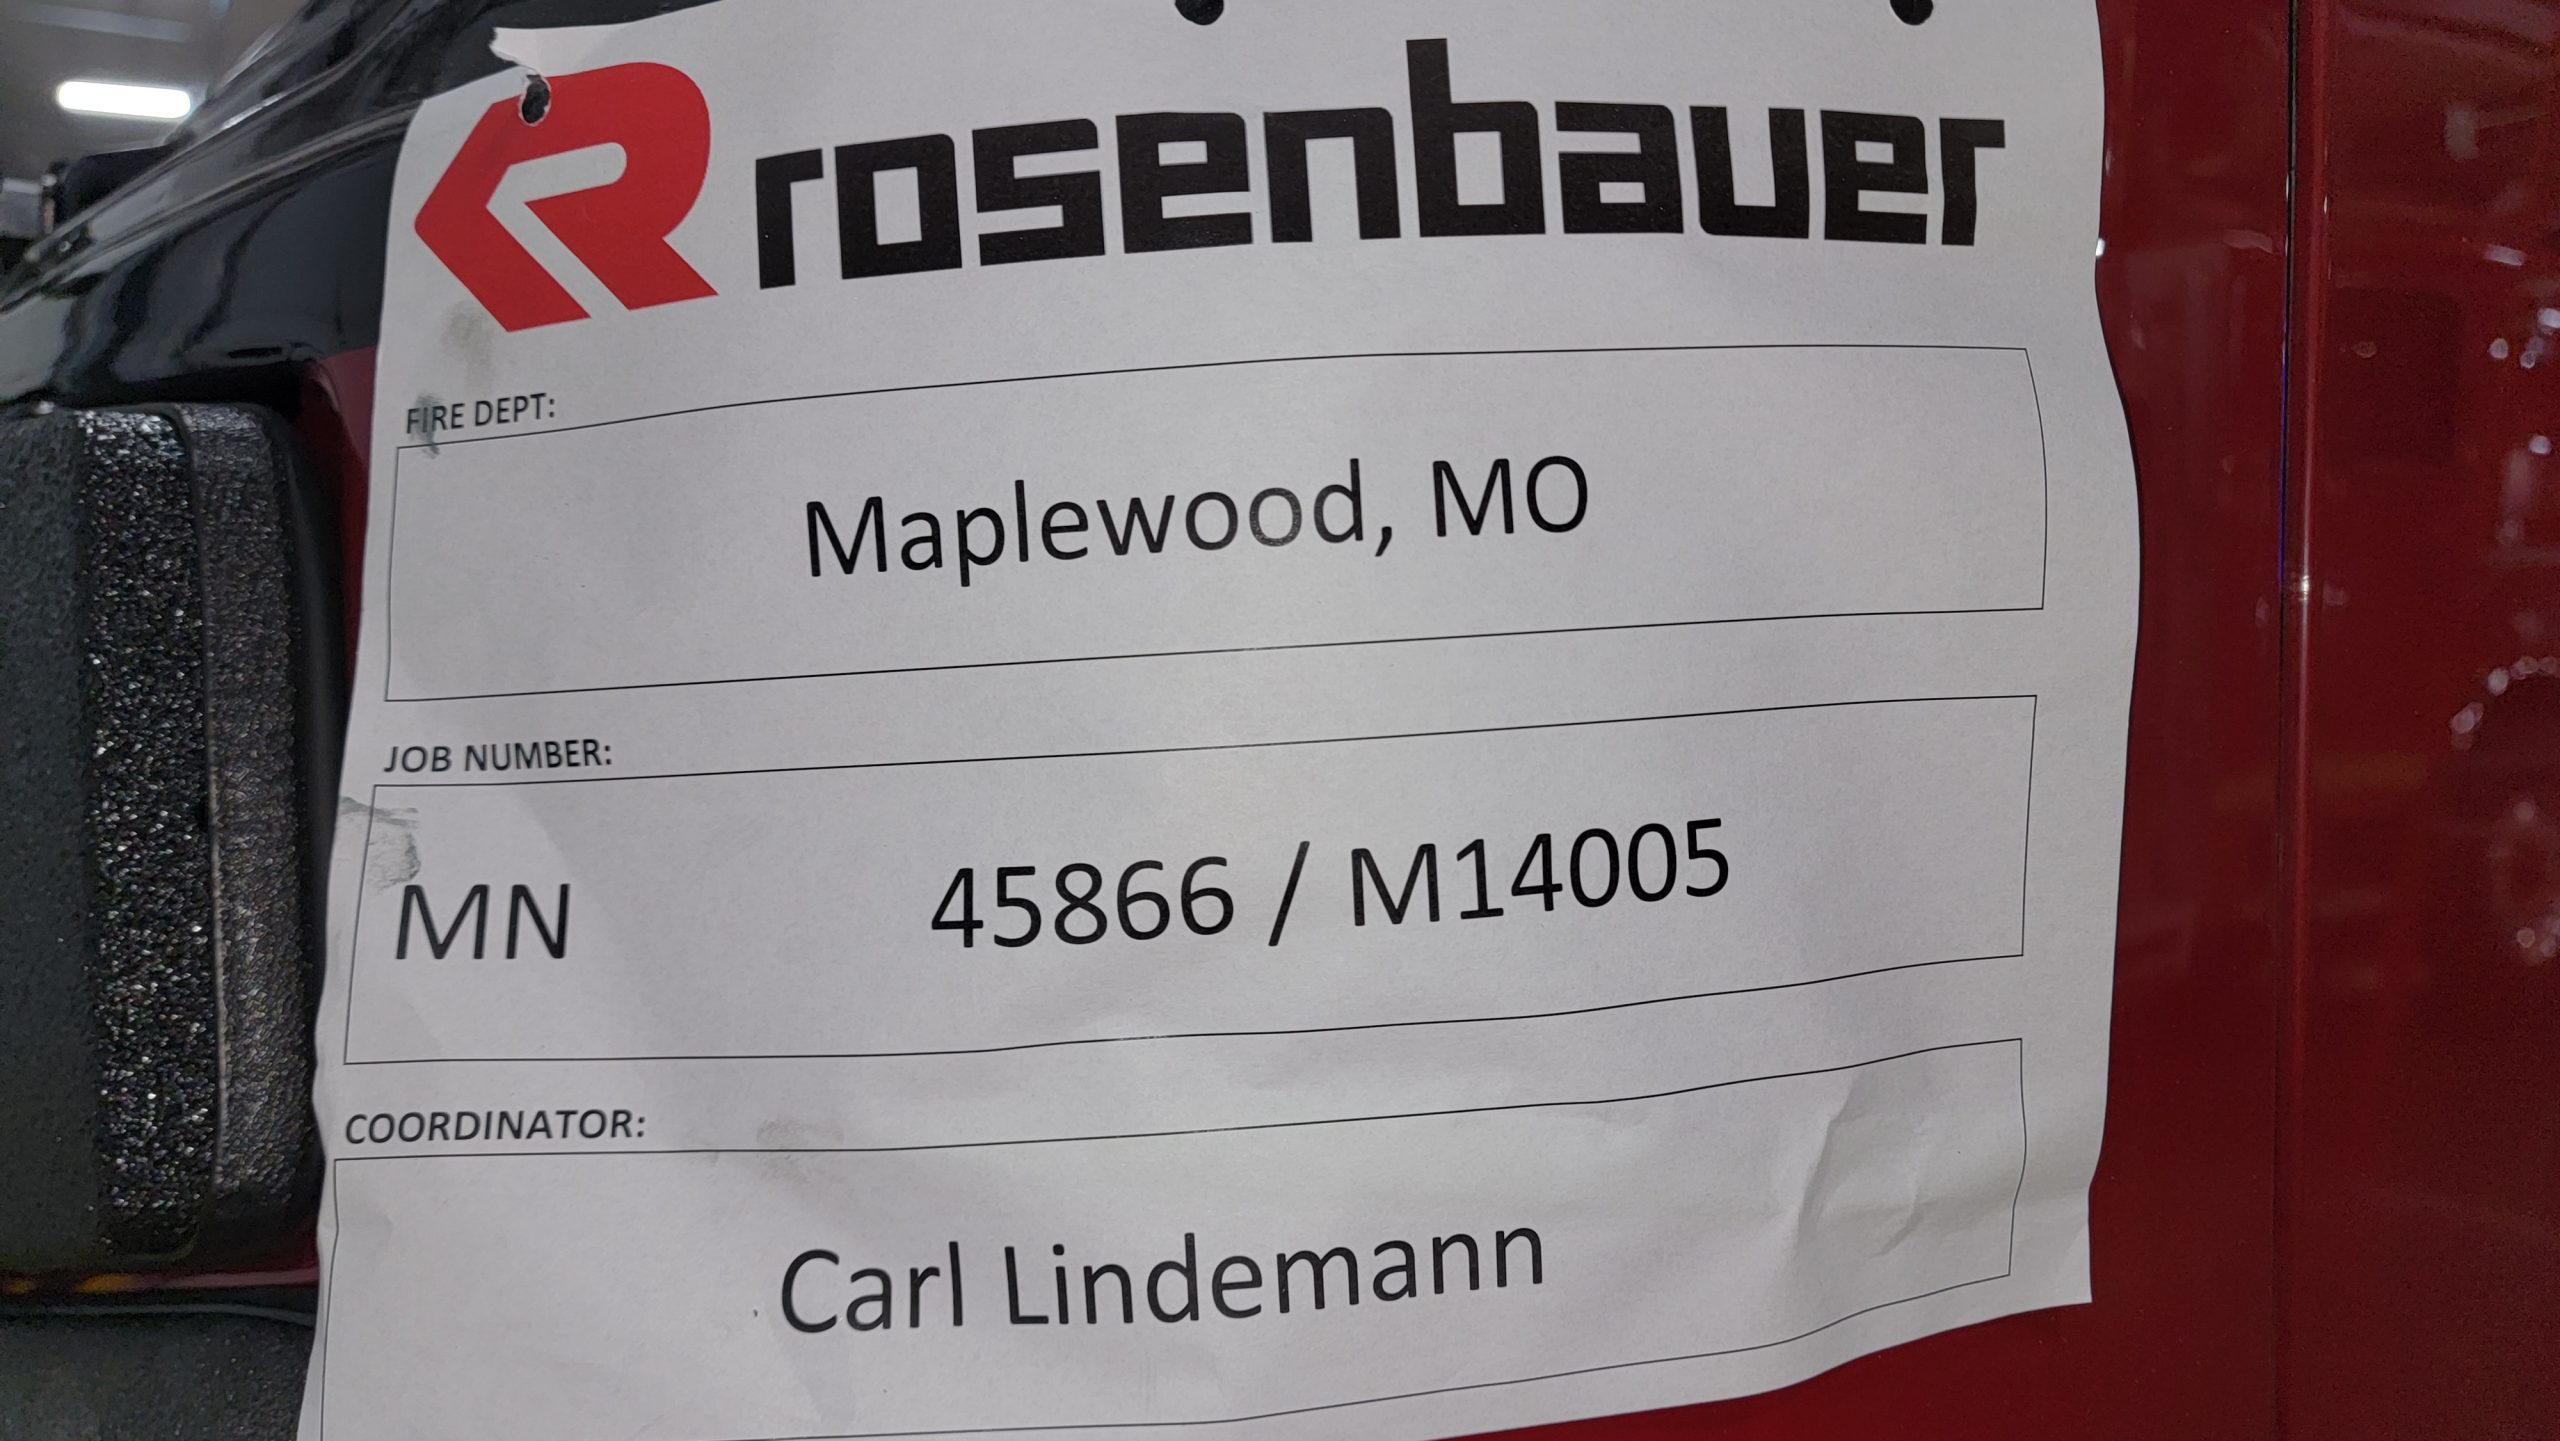 rosenbauer
FIRE DEPT:
Maplewood, MO
JOB NUMBER:
MN 45866 / M14005
COORDINATOR:
Carl Lindemann